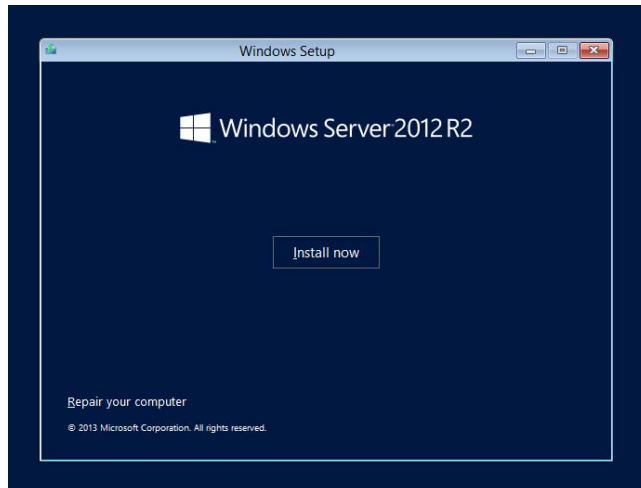 Windows Setup
Windows Server 2012 R2
Install now
Repair your computer
© 2013 Microsoft Corporation. All rights reserved.